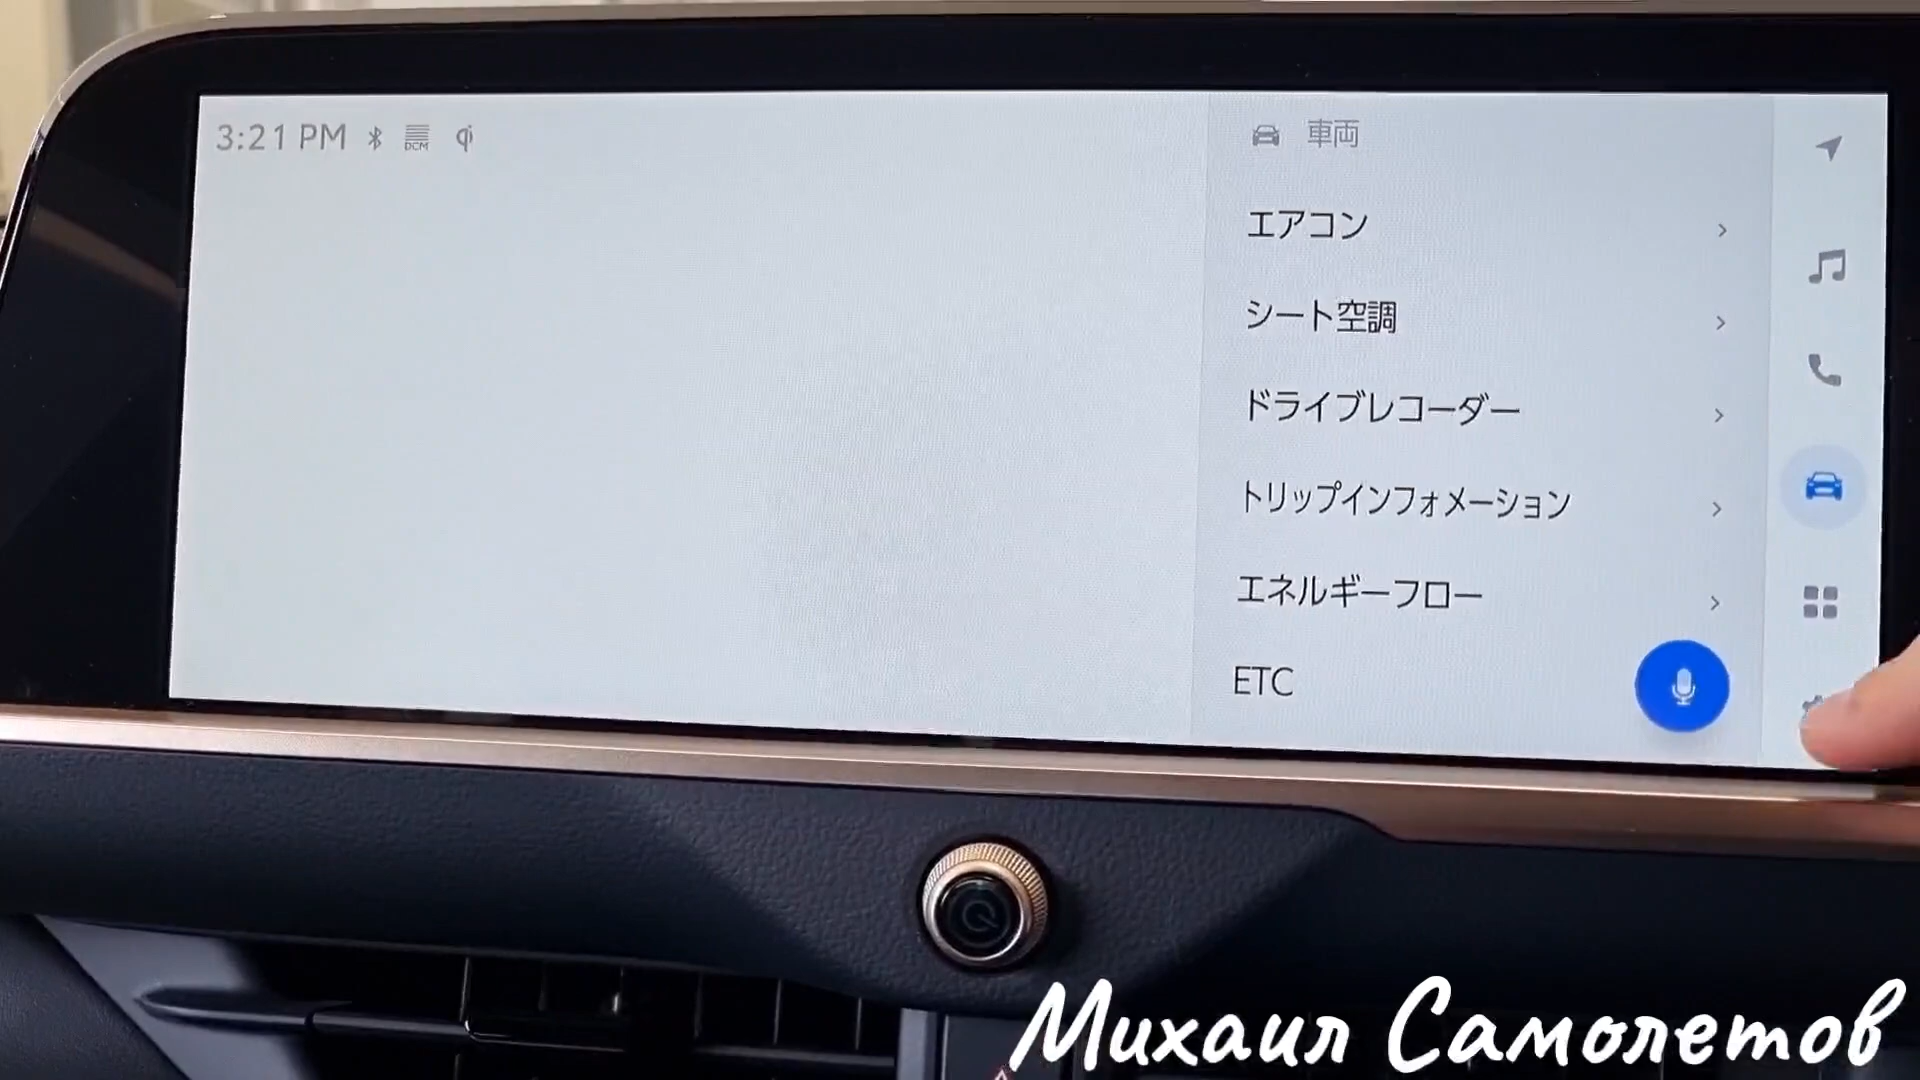 3:21 PM
DCM
車両
エアコン
シート空調
ドライブレコーダー
トリップインフォメーション
エネルギーフロー
ETC
Михаил Самолетов